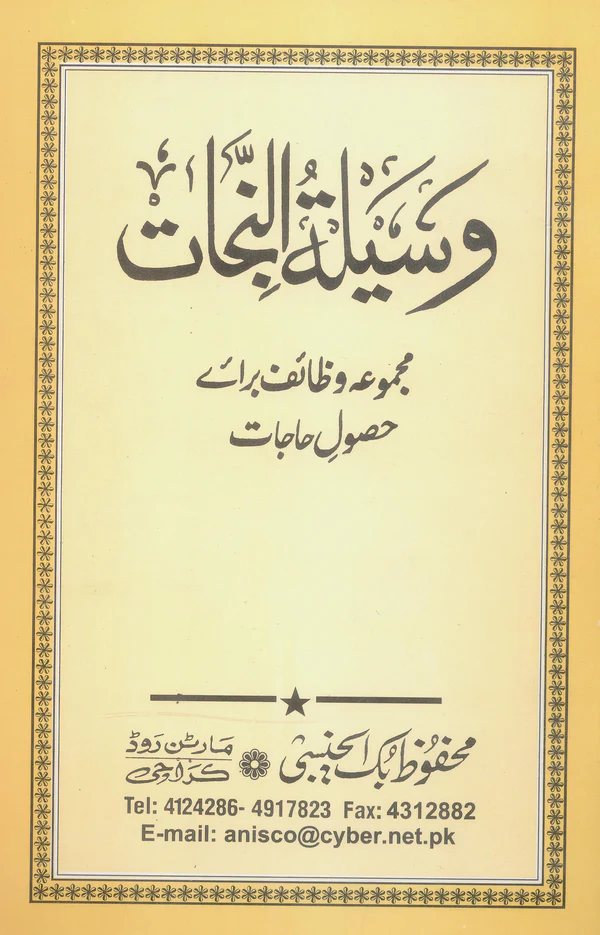 وسیلۃ النجات
مجموعہ وظائف برائے
حصولِ حاجات
محفوظ بک ایجنسی
مارٹن روڈ
کراچی
Tel: 4124286- 4917823 Fax: 4312882
E-mail: anisco@cyber.net.pk